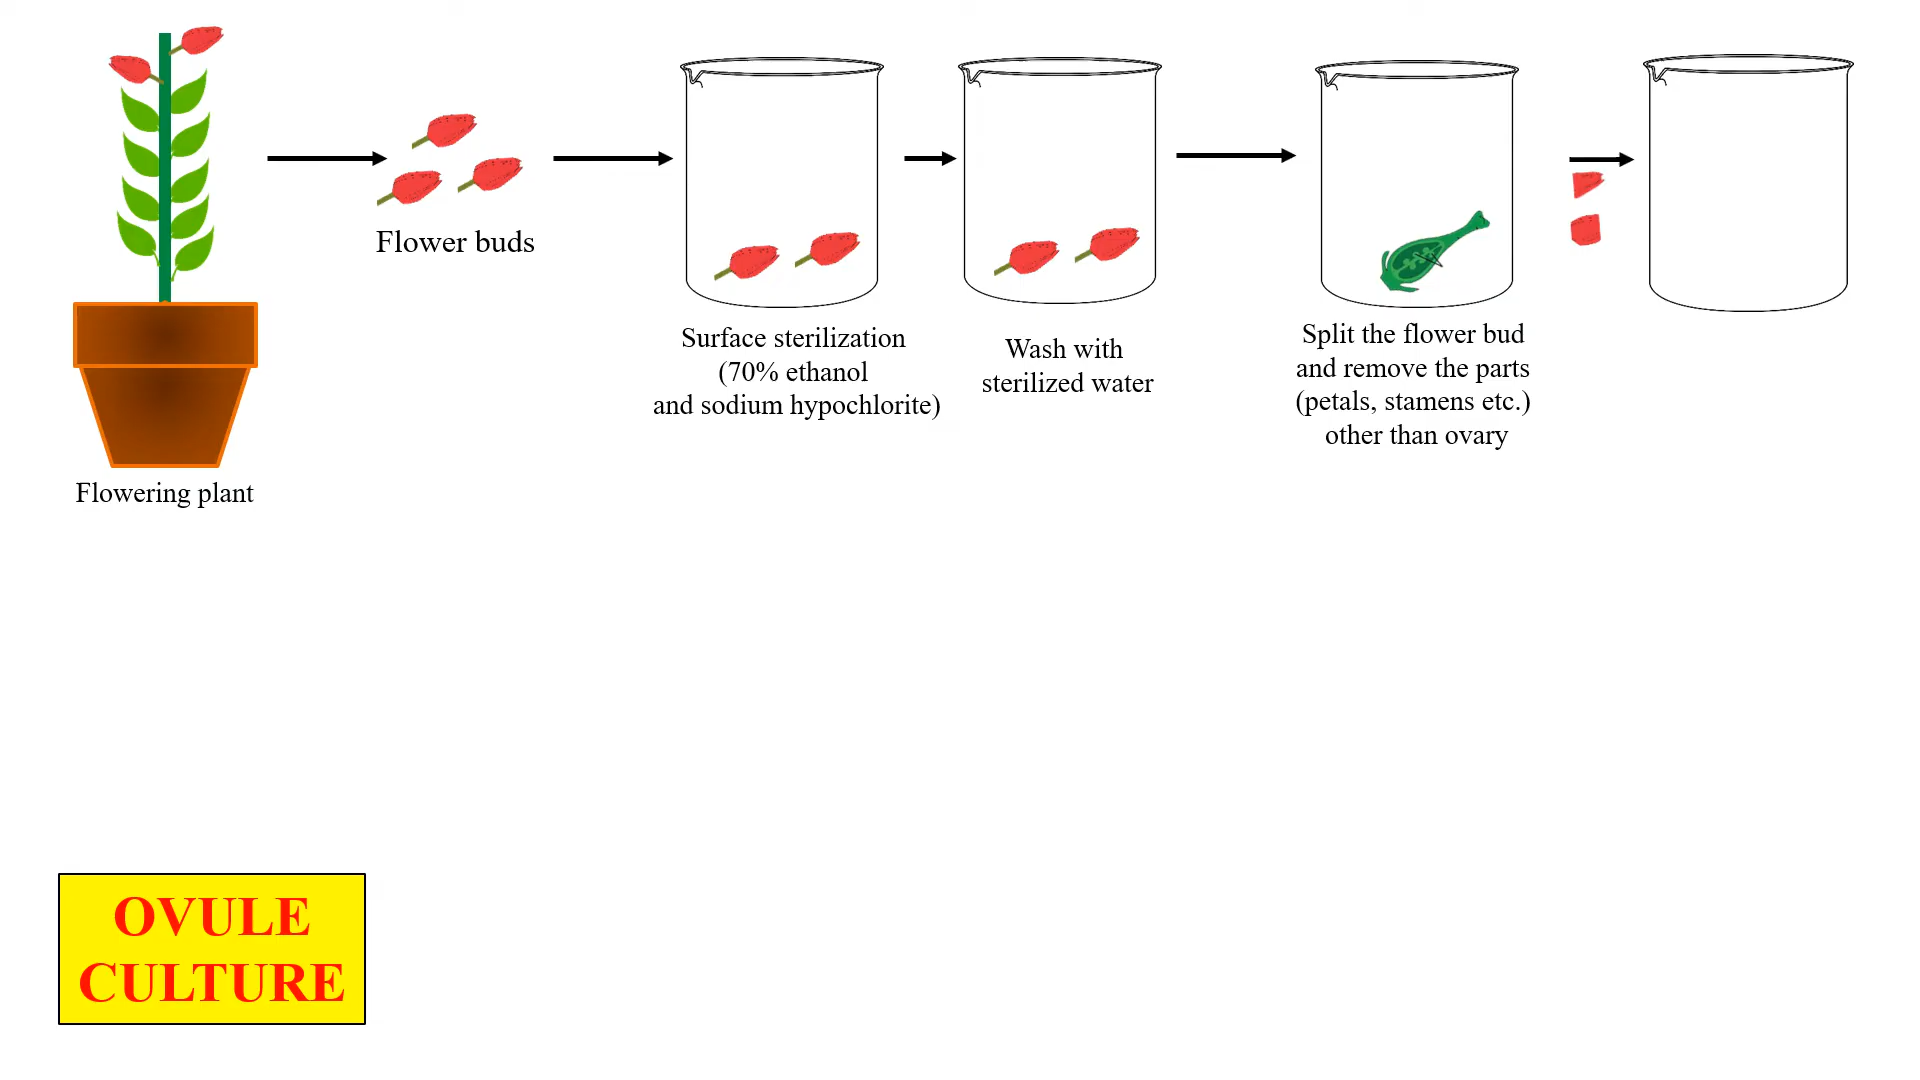 Flower buds
Surface sterilization
(70% ethanol
and sodium hypochlorite)
Wash with
sterilized water
Split the flower bud
and remove the parts
(petals, stamens etc.)
other than ovary
Flowering plant
OVULE
CULTURE